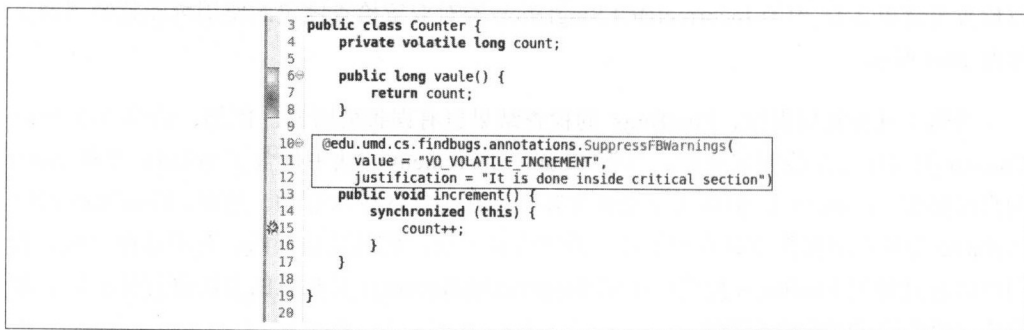 3 public class Counter {
4 private volatile long count;
5
6 public long vaule() {
7 return count;
8 }
9
10 @edu.umd.cs.findbugs.annotations.SuppressFBWarnings(
11 value = "VO_VOLATILE_INCREMENT",
12 justification = "It is done inside critical section")
13 public void increment() {
14 synchronized (this) {
15 count++;
16 }
17 }
18
19 }
20